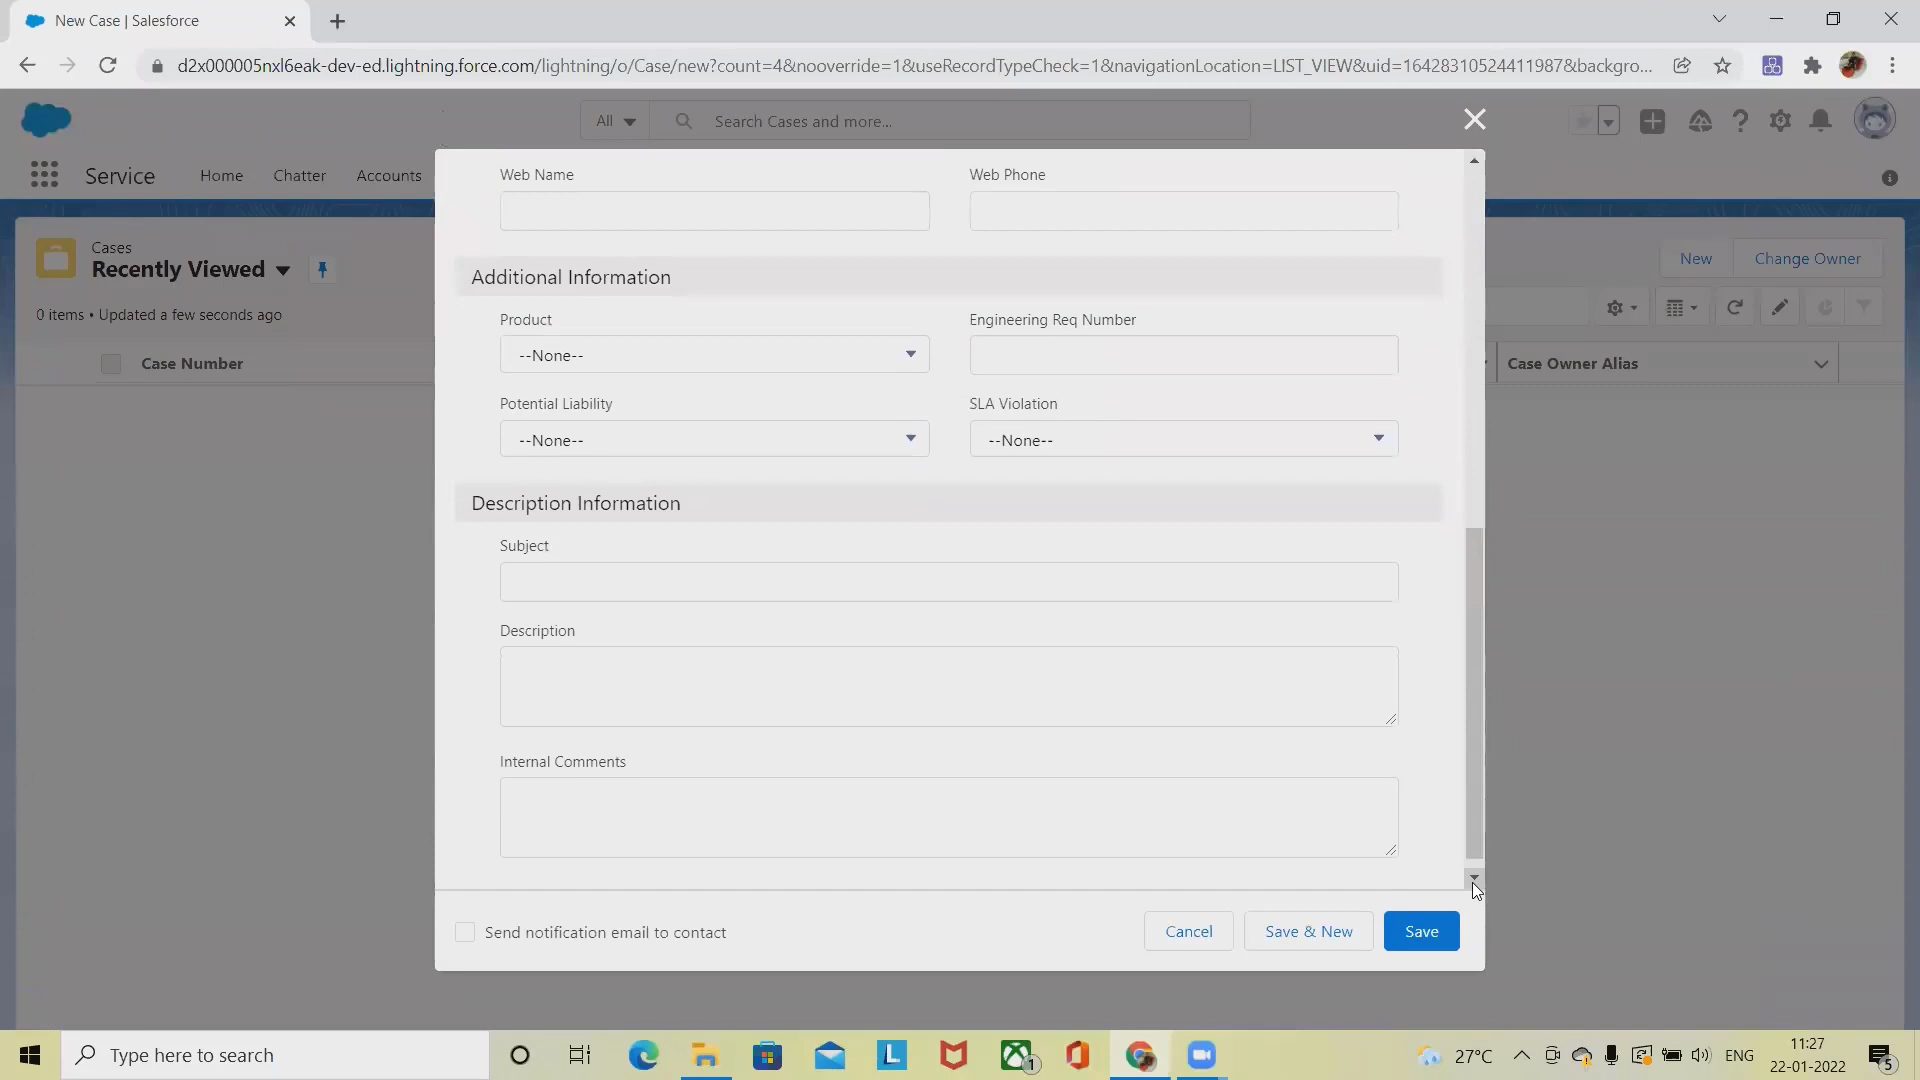 New Case | Salesforce
d2x000005nxl6eak-dev-ed.lightning.force.com/lightning/o/Case/new?count=4&nooverride=1&useRecordTypeCheck=1&navigationLocation=LIST_VIEW&uid=16428310524411987&backgro...
All
Search Cases and more...
Service
Home
Chatter
Accounts
Cases
Recently Viewed
0 items • Updated a few seconds ago
New
Change Owner
Case Number
Case Owner Alias
Web Name
Web Phone
Additional Information
Product
Engineering Req Number
--None--
Potential Liability
SLA Violation
--None--
--None--
Description Information
Subject
Description
Internal Comments
Send notification email to contact
Cancel
Save & New
Save
Type here to search
1
27°C
ENG
11:27
22-01-2022
5